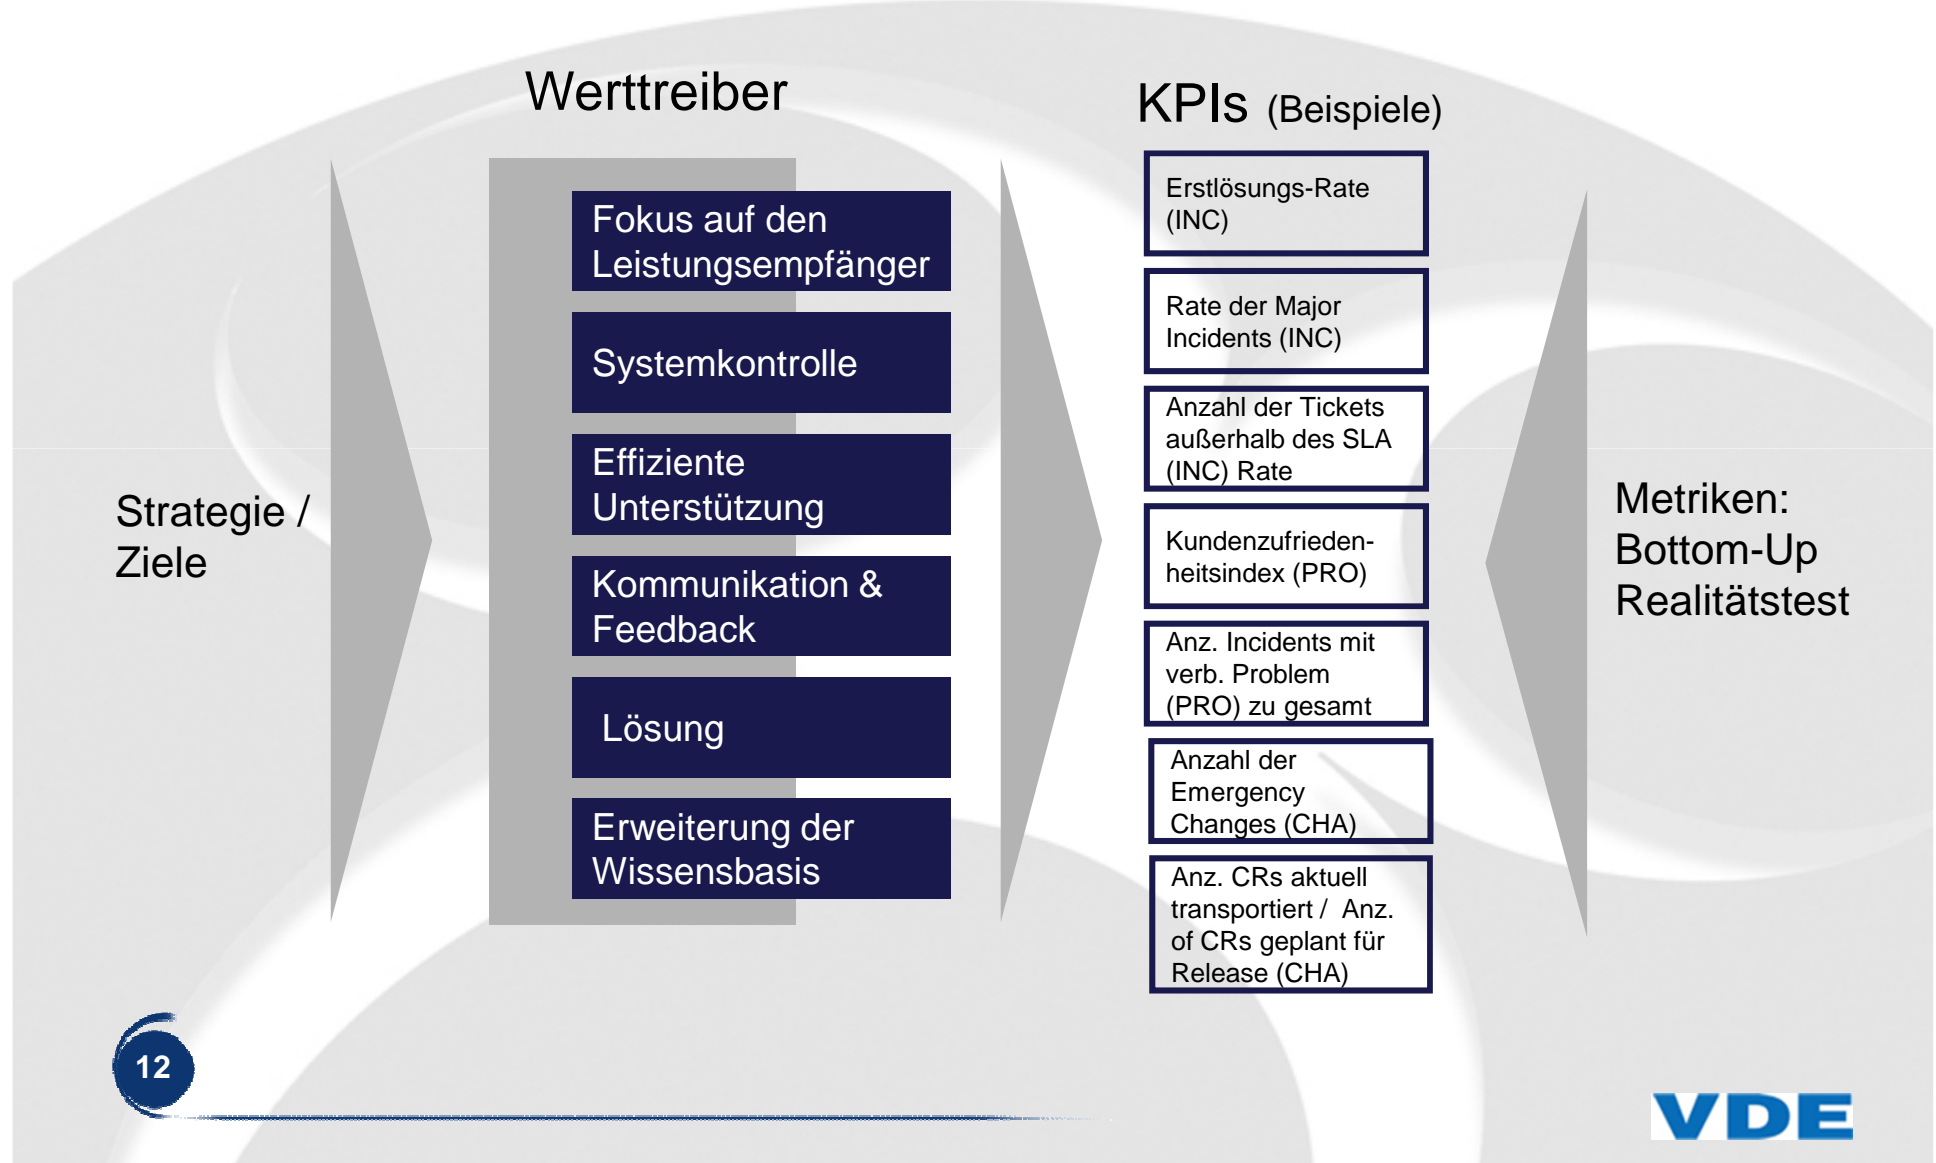 Werttreiber
KPIs (Beispiele)
Strategie /
Ziele
Fokus auf den
Leistungsempfänger
Systemkontrolle
Effiziente
Unterstützung
Kommunikation &
Feedback
Lösung
Erweiterung der
Wissensbasis
Erstlösungs-Rate
(INC)
Rate der Major
Incidents (INC)
Anzahl der Tickets
außerhalb des SLA
(INC) Rate
Kundenzufrieden-
heitsindex (PRO)
Anz. Incidents mit
verb. Problem
(PRO) zu gesamt
Anzahl der
Emergency
Changes (CHA)
Anz. CRs aktuell
transportiert / Anz.
of CRs geplant für
Release (CHA)
Metriken:
Bottom-Up
Realitätstest
12
VDE